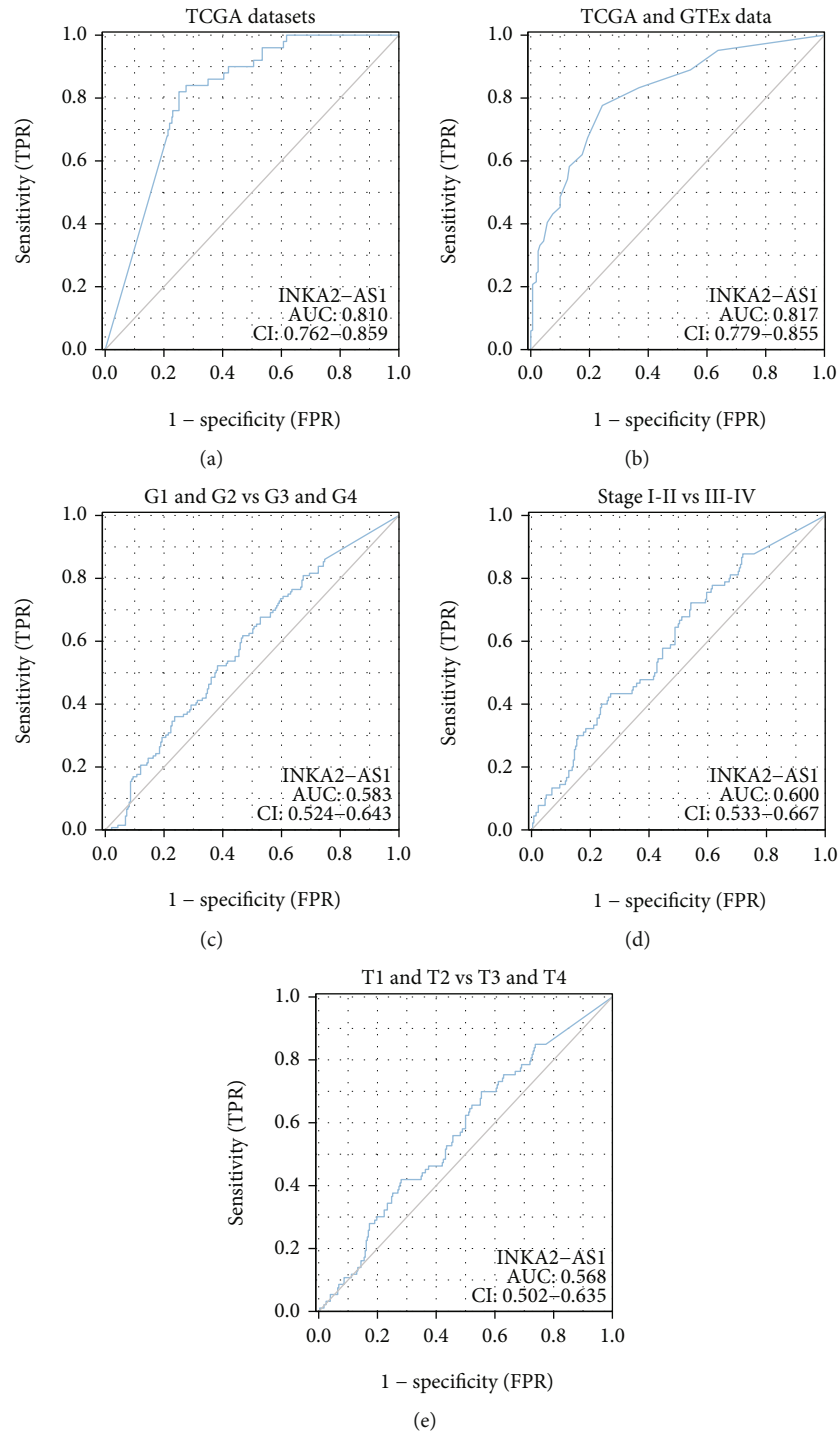 TCGA datasets
1.0
0.8
0.6
0.4
0.2
0.0
Sensitivity (TPR)
INKA2−AS1
AUC: 0.810
CI: 0.762−0.859
0.0 0.2 0.4 0.6 0.8 1.0
1 − specificity (FPR)
(a)
TCGA and GTEx data
1.0
0.8
0.6
0.4
0.2
0.0
Sensitivity (TPR)
INKA2−AS1
AUC: 0.817
CI: 0.779−0.855
0.0 0.2 0.4 0.6 0.8 1.0
1 − specificity (FPR)
(b)
G1 and G2 vs G3 and G4
1.0
0.8
0.6
0.4
0.2
0.0
Sensitivity (TPR)
INKA2−AS1
AUC: 0.583
CI: 0.524−0.643
0.0 0.2 0.4 0.6 0.8 1.0
1 − specificity (FPR)
(c)
Stage I-II vs III-IV
1.0
0.8
0.6
0.4
0.2
0.0
Sensitivity (TPR)
INKA2−AS1
AUC: 0.600
CI: 0.533−0.667
0.0 0.2 0.4 0.6 0.8 1.0
1 − specificity (FPR)
(d)
T1 and T2 vs T3 and T4
1.0
0.8
0.6
0.4
0.2
0.0
Sensitivity (TPR)
INKA2−AS1
AUC: 0.568
CI: 0.502−0.635
0.0 0.2 0.4 0.6 0.8 1.0
1 − specificity (FPR)
(e)